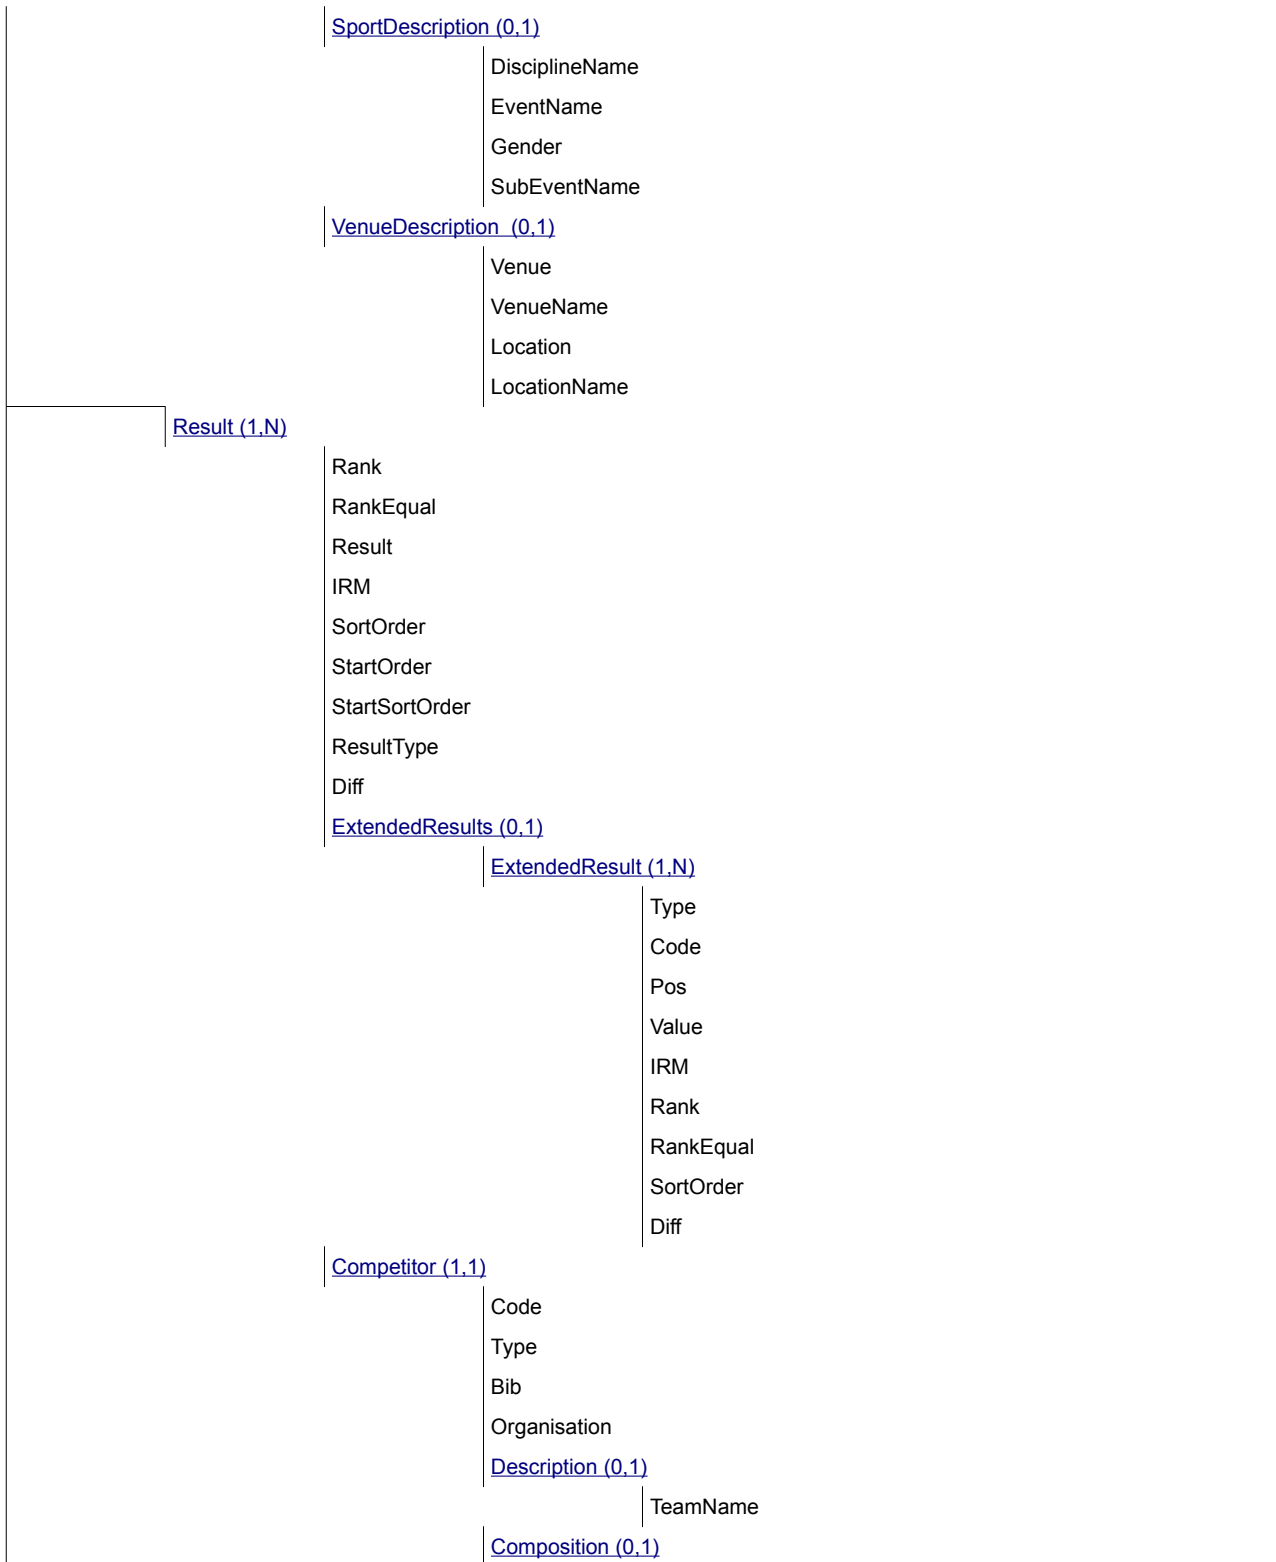 SportDescription (0,1)
DisciplineName
EventName
Gender
SubEventName
VenueDescription  (0,1)
Venue
VenueName
Location
LocationName
Result (1,N)
Rank
RankEqual
Result
IRM
SortOrder
StartOrder
StartSortOrder
ResultType
Diff
ExtendedResults (0,1)
ExtendedResult (1,N)
Type
Code
Pos
Value
IRM
Rank
RankEqual
SortOrder
Diff
Competitor (1,1)
Code
Type
Bib
Organisation
Description (0,1)
TeamName
Composition (0,1)